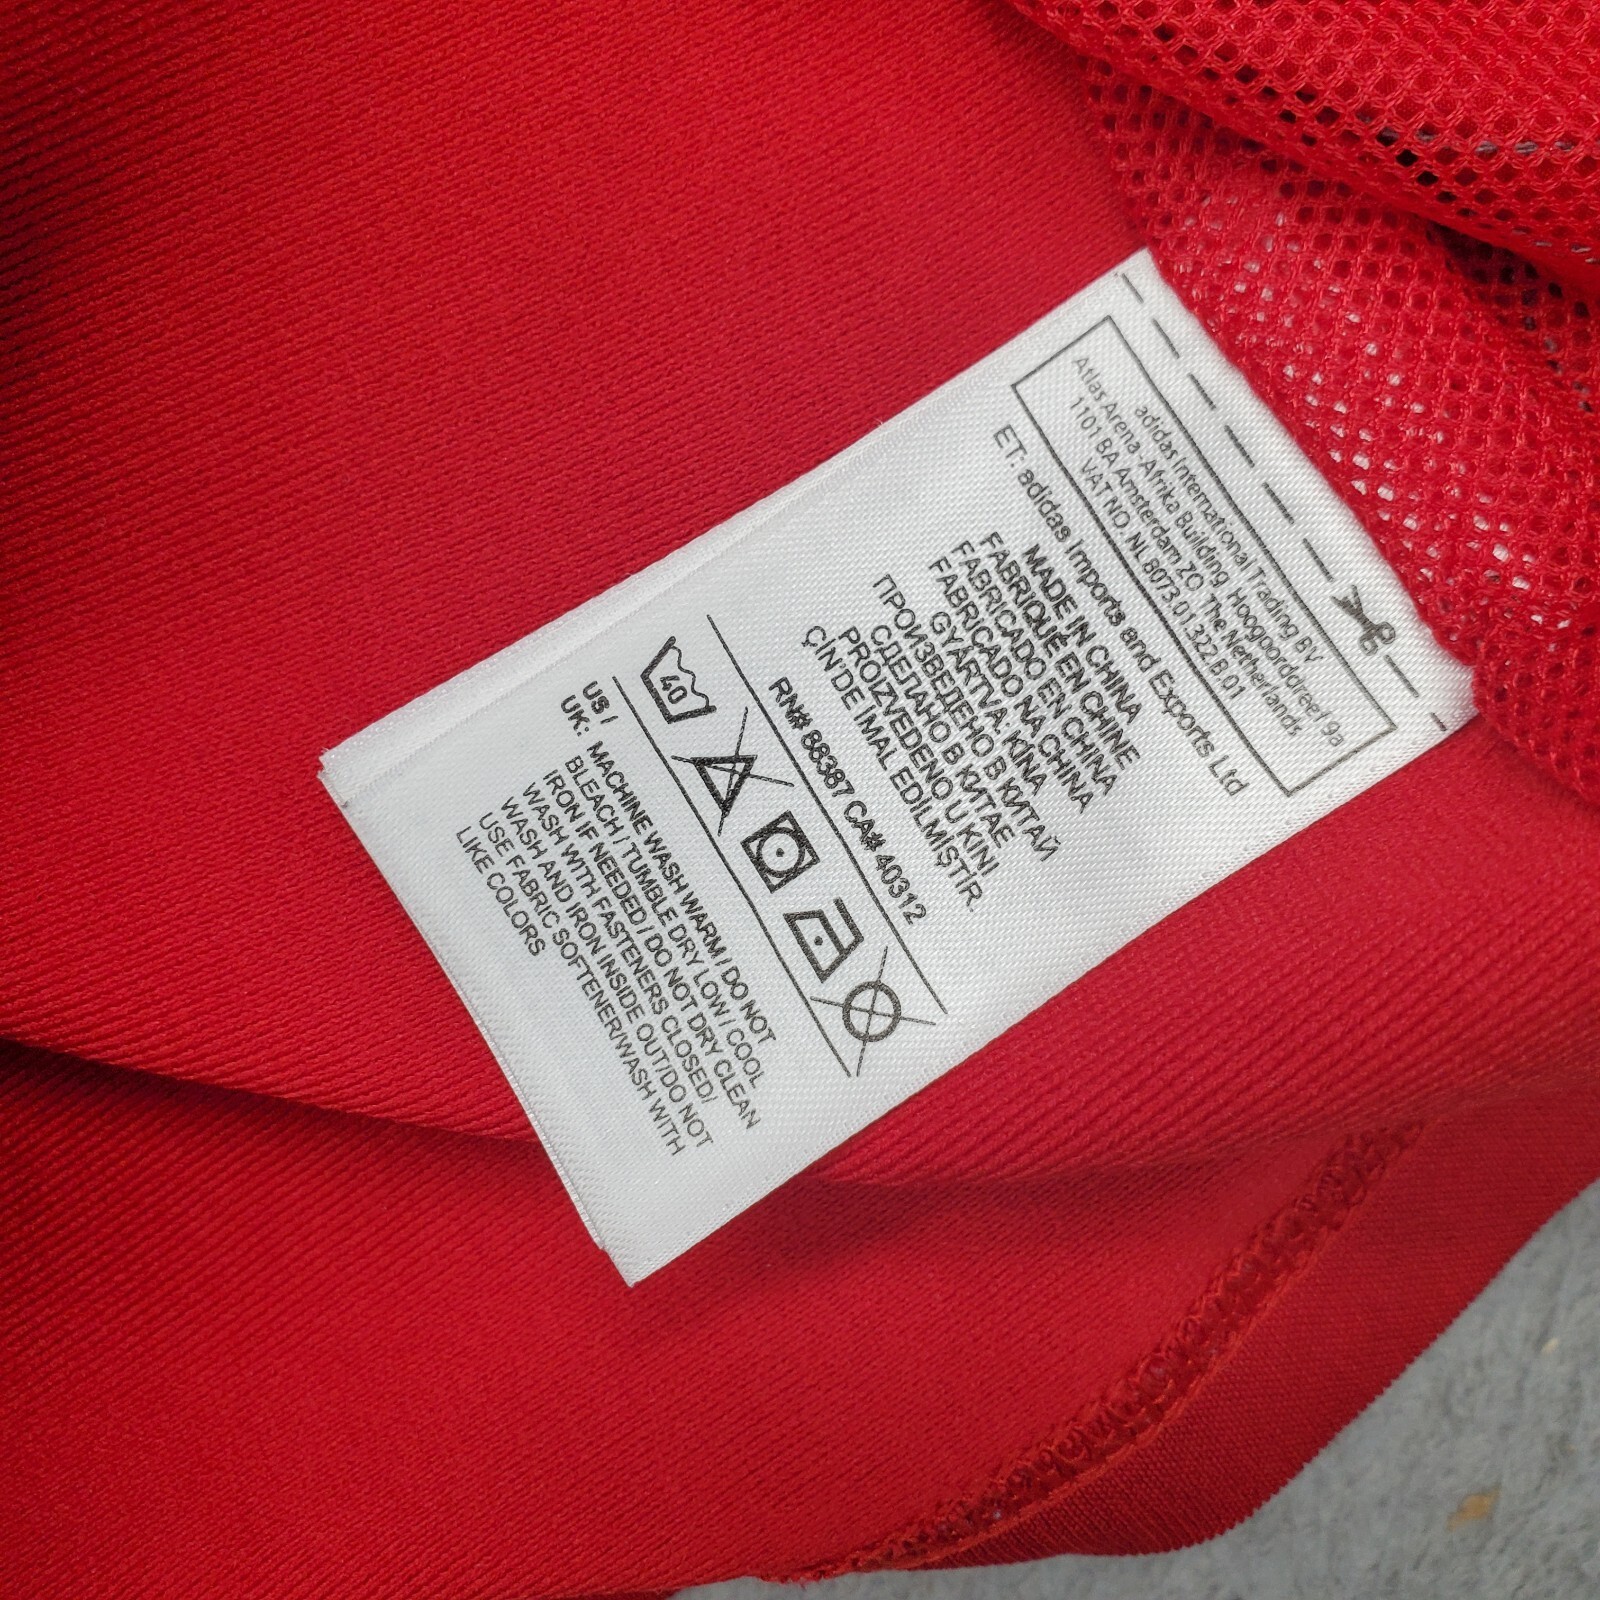 adidas International Trading BV
Atlas Arena -Afrika Building Hoogoorddreef 9a
1101 BA Amsterdam ZO The Netherlands
VAT NO. NL 8073.01.322 B 01
ET: adidas Imports and Exports Ltd
MADE IN CHINA
FABRIQUÉ EN CHINE
FABRICADO EN CHINA
FABRICADO NA CHINA
GYÁRTVA: KÍNA
ПРОИЗВЕДЕНО В КИТАЙ
СДЕЛАНО В КИТАЕ
PROIZVEDENO U KINI
ÇİN'DE İMAL EDİLMİŞTİR.
RN# 88387 CA# 40312
40
US / MACHINE WASH WARM / DO NOT
UK: BLEACH / TUMBLE DRY LOW / COOL
IRON IF NEEDED / DO NOT DRY CLEAN
WASH WITH FASTENERS CLOSED/
WASH AND IRON INSIDE OUT/DO NOT
USE FABRIC SOFTENER/WASH WITH
LIKE COLORS